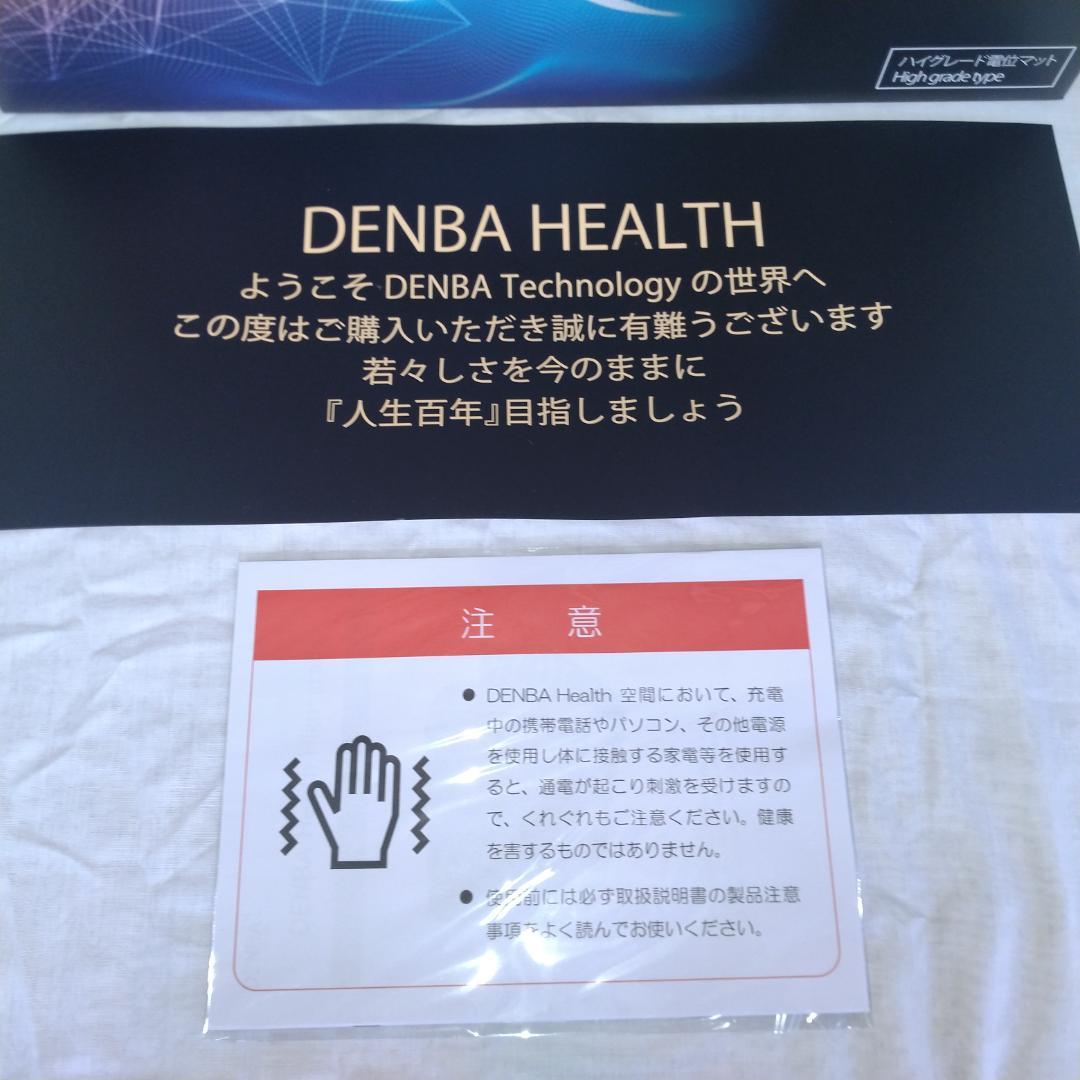 ハイグレード電位マット
High grade type
DENBA HEALTH
ようこそ DENBA Technology の世界へ
この度はご購入いただき誠に有難うございます
若々しさを今のままに
『人生百年』目指しましょう
注 意
● DENBA Health 空間において、充電
中の携帯電話やパソコン、その他電源
を使用し体に接触する家電等を使用す
ると、通電が起こり刺激を受けますの
で、くれぐれもご注意ください。健康
を害するものではありません。
● 使用前には必ず取扱説明書の製品注意
事項をよく読んでお使いください。